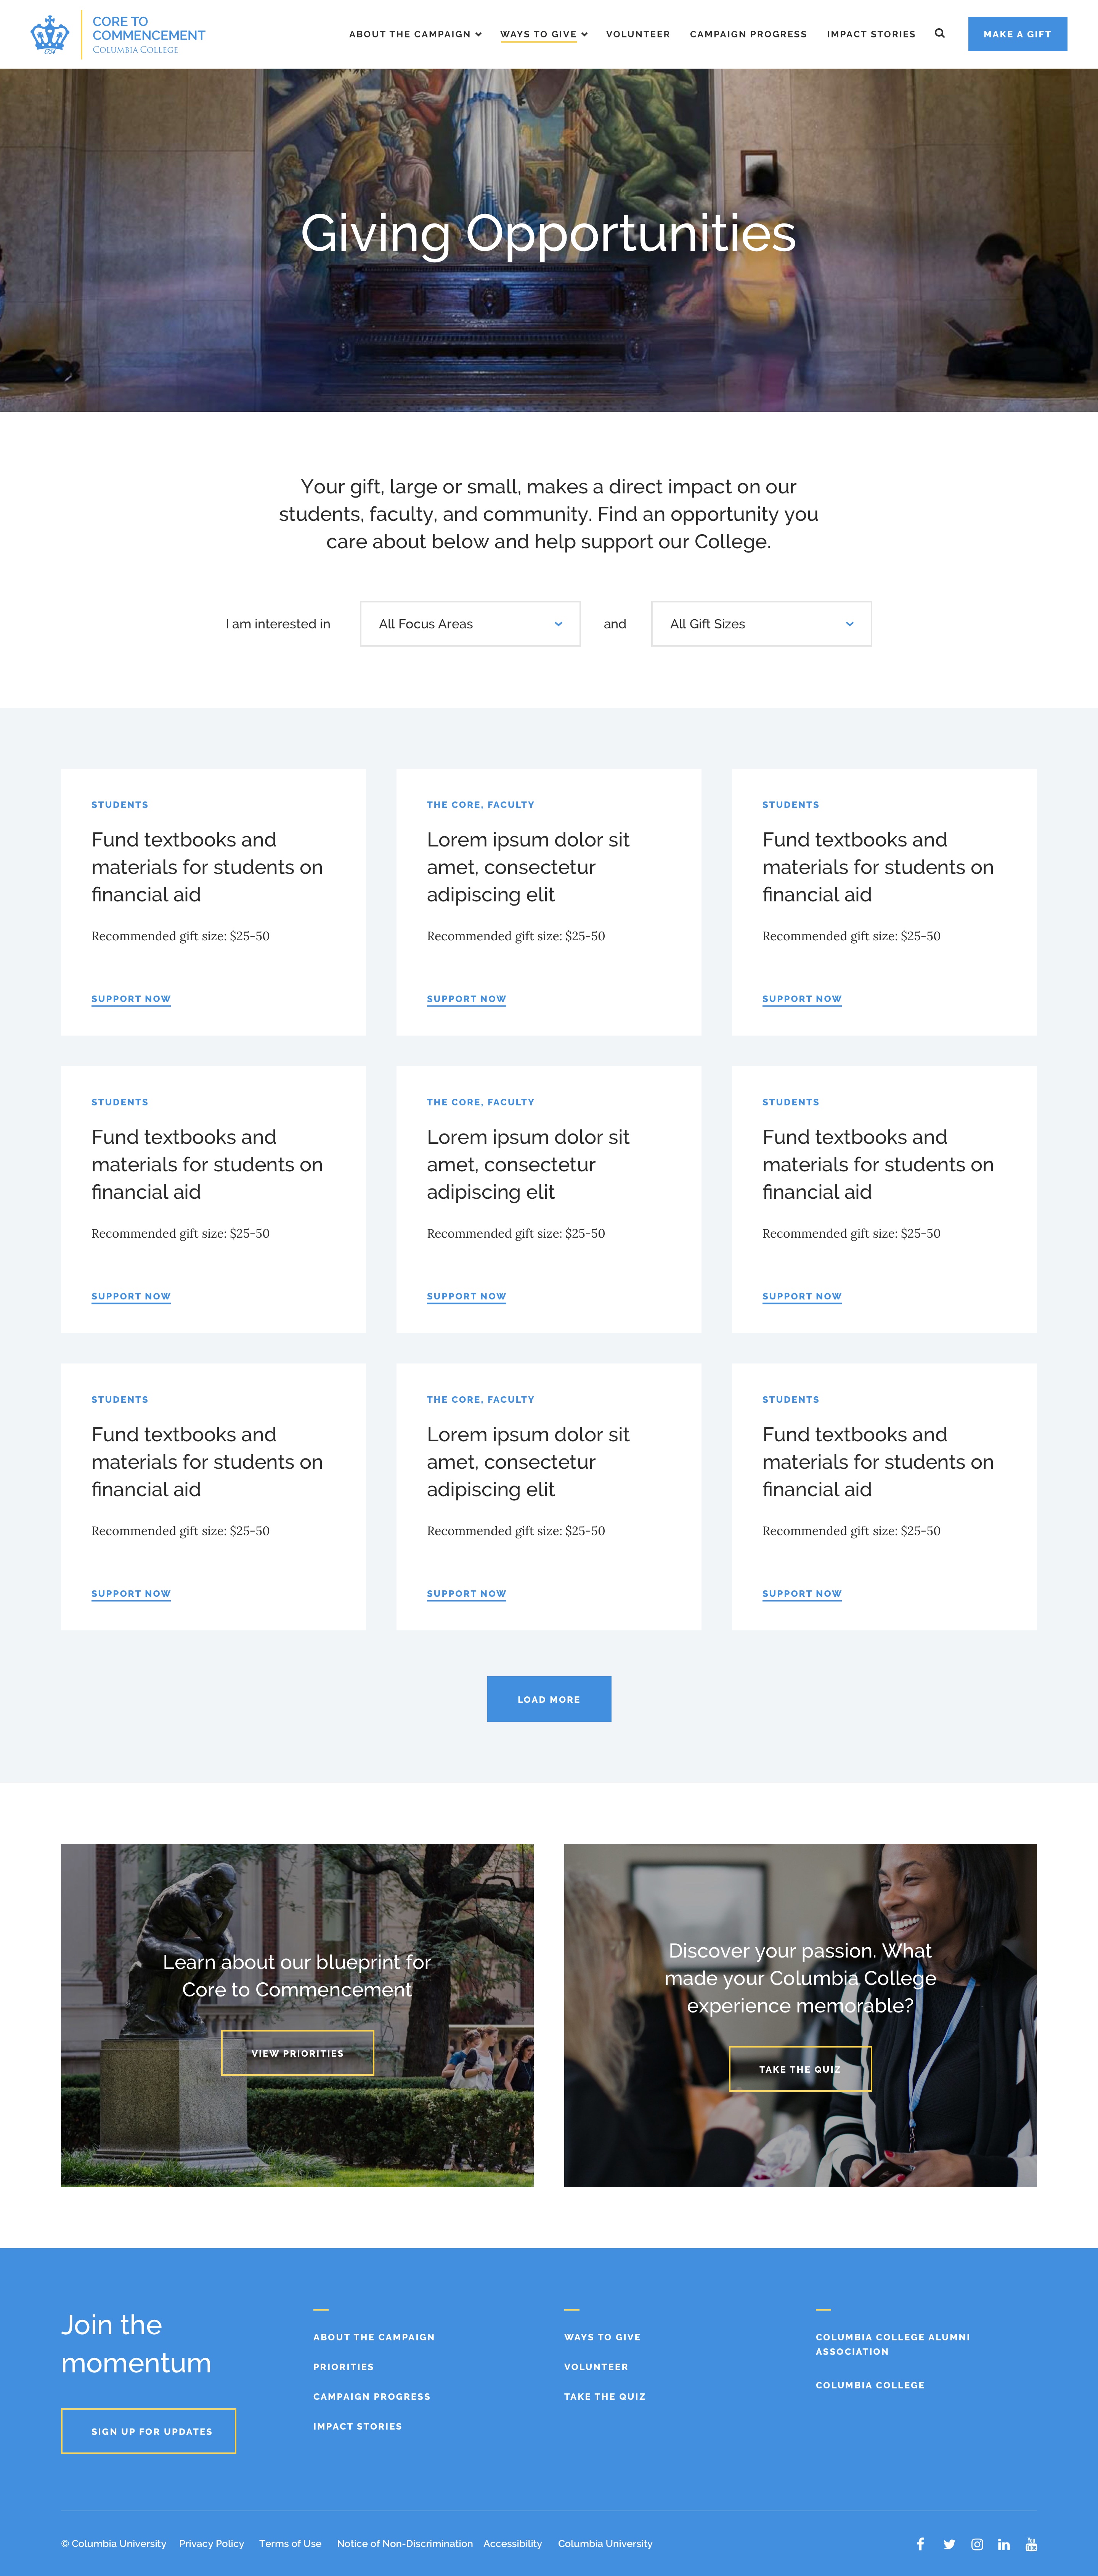 CORE TO
COMMENCEMENT
COLUMBIA COLLEGE
1754
ABOUT THE CAMPAIGN
WAYS TO GIVE
VOLUNTEER
CAMPAIGN PROGRESS
IMPACT STORIES
MAKE A GIFT
Giving Opportunities
Your gift, large or small, makes a direct impact on our
students, faculty, and community. Find an opportunity you
care about below and help support our College.
I am interested in
All Focus Areas
and
All Gift Sizes
STUDENTS
Fund textbooks and
materials for students on
financial aid
Recommended gift size: $25-50
SUPPORT NOW
THE CORE, FACULTY
Lorem ipsum dolor sit
amet, consectetur
adipiscing elit
Recommended gift size: $25-50
SUPPORT NOW
STUDENTS
Fund textbooks and
materials for students on
financial aid
Recommended gift size: $25-50
SUPPORT NOW
STUDENTS
Fund textbooks and
materials for students on
financial aid
Recommended gift size: $25-50
SUPPORT NOW
THE CORE, FACULTY
Lorem ipsum dolor sit
amet, consectetur
adipiscing elit
Recommended gift size: $25-50
SUPPORT NOW
STUDENTS
Fund textbooks and
materials for students on
financial aid
Recommended gift size: $25-50
SUPPORT NOW
STUDENTS
Fund textbooks and
materials for students on
financial aid
Recommended gift size: $25-50
SUPPORT NOW
THE CORE, FACULTY
Lorem ipsum dolor sit
amet, consectetur
adipiscing elit
Recommended gift size: $25-50
SUPPORT NOW
STUDENTS
Fund textbooks and
materials for students on
financial aid
Recommended gift size: $25-50
SUPPORT NOW
LOAD MORE
Learn about our blueprint for
Core to Commencement
VIEW PRIORITIES
Discover your passion. What
made your Columbia College
experience memorable?
TAKE THE QUIZ
Join the
momentum
SIGN UP FOR UPDATES
ABOUT THE CAMPAIGN
PRIORITIES
CAMPAIGN PROGRESS
IMPACT STORIES
WAYS TO GIVE
VOLUNTEER
TAKE THE QUIZ
COLUMBIA COLLEGE ALUMNI
ASSOCIATION
COLUMBIA COLLEGE
© Columbia University
Privacy Policy
Terms of Use
Notice of Non-Discrimination
Accessibility
Columbia University